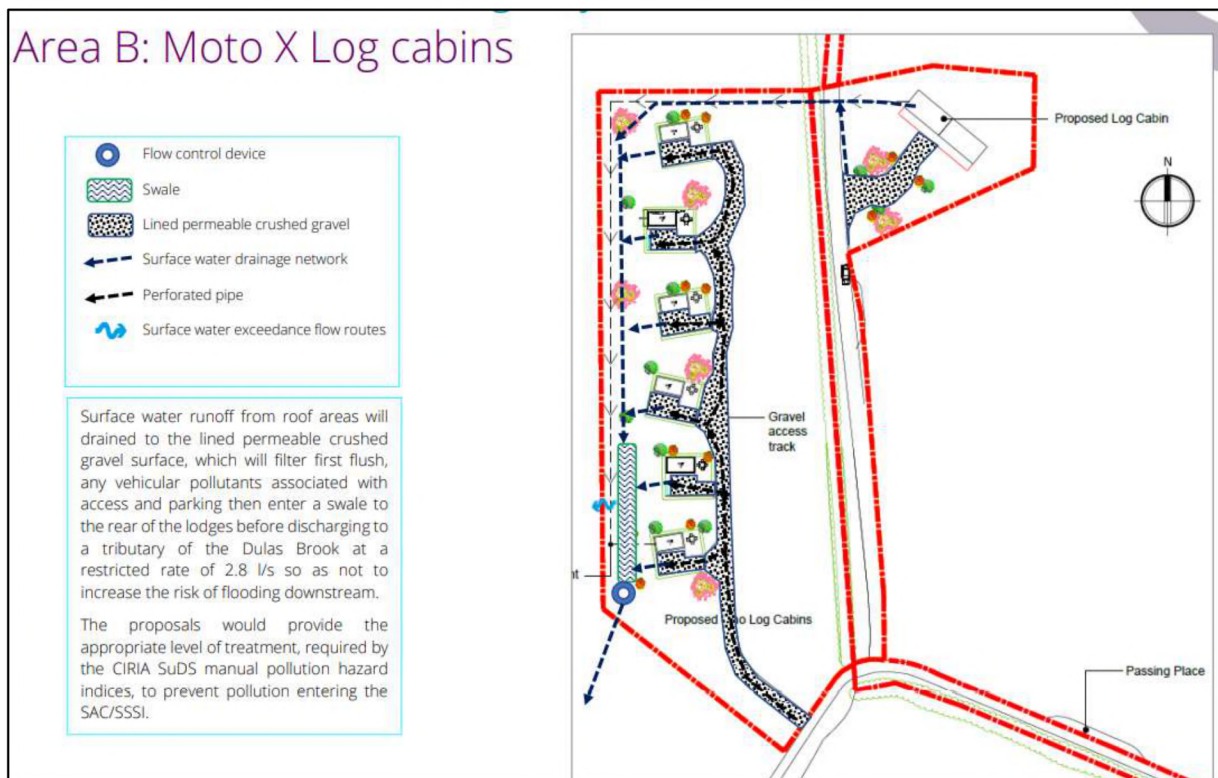 Area B: Moto X Log cabins
Flow control device
Swale
Lined permeable crushed gravel
Surface water drainage network
Perforated pipe
Surface water exceedance flow routes
Surface water runoff from roof areas will
drained to the lined permeable crushed
gravel surface, which will filter first flush,
any vehicular pollutants associated with
access and parking then enter a swale to
the rear of the lodges before discharging to
a tributary of the Dulas Brook at a
restricted rate of 2.8 l/s so as not to
increase the risk of flooding downstream.
The proposals would provide the
appropriate level of treatment, required by
the CIRIA SuDS manual pollution hazard
indices, to prevent pollution entering the
SAC/SSSI.
Proposed Log Cabin
N
Gravel
access
track
nt
Proposed Log Cabins
Passing Place